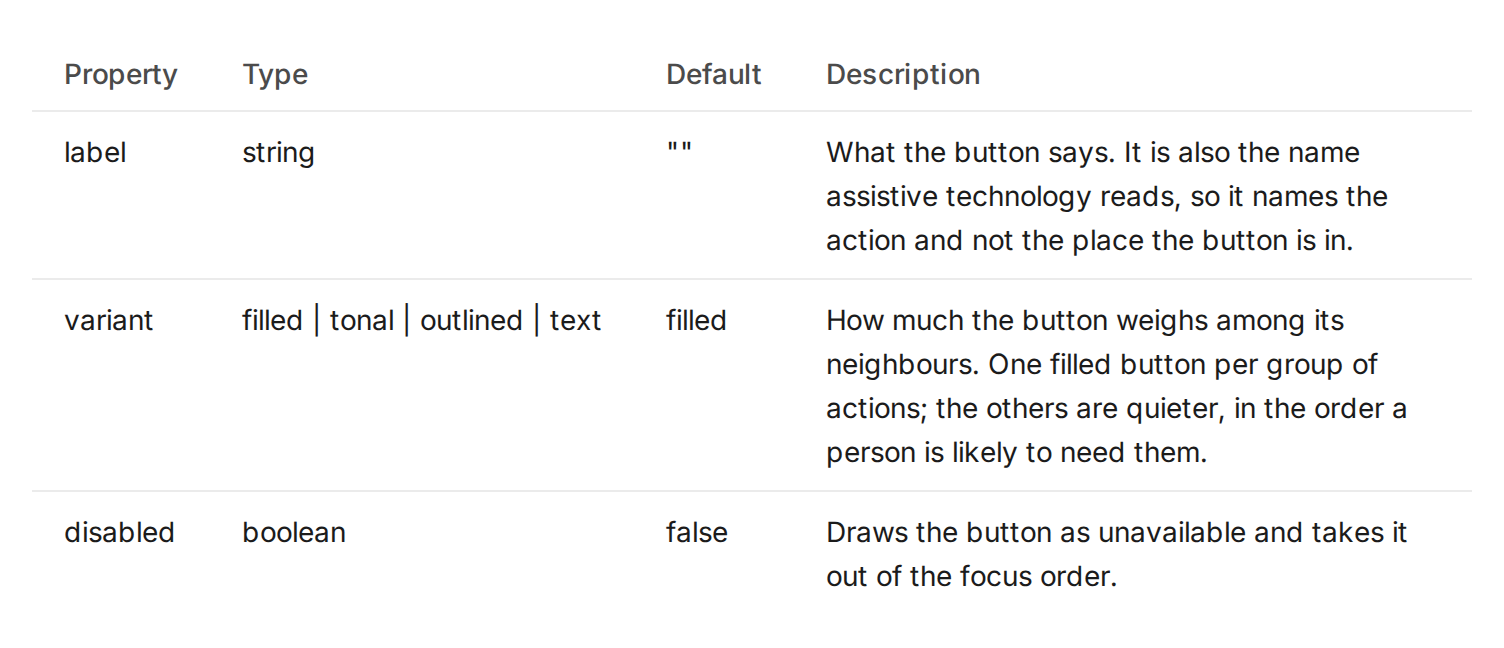 Property Type Default Description
label string "" What the button says. It is also the name
assistive technology reads, so it names the
action and not the place the button is in.
variant filled | tonal | outlined | text filled How much the button weighs among its
neighbours. One filled button per group of
actions; the others are quieter, in the order a
person is likely to need them.
disabled boolean false Draws the button as unavailable and takes it
out of the focus order.